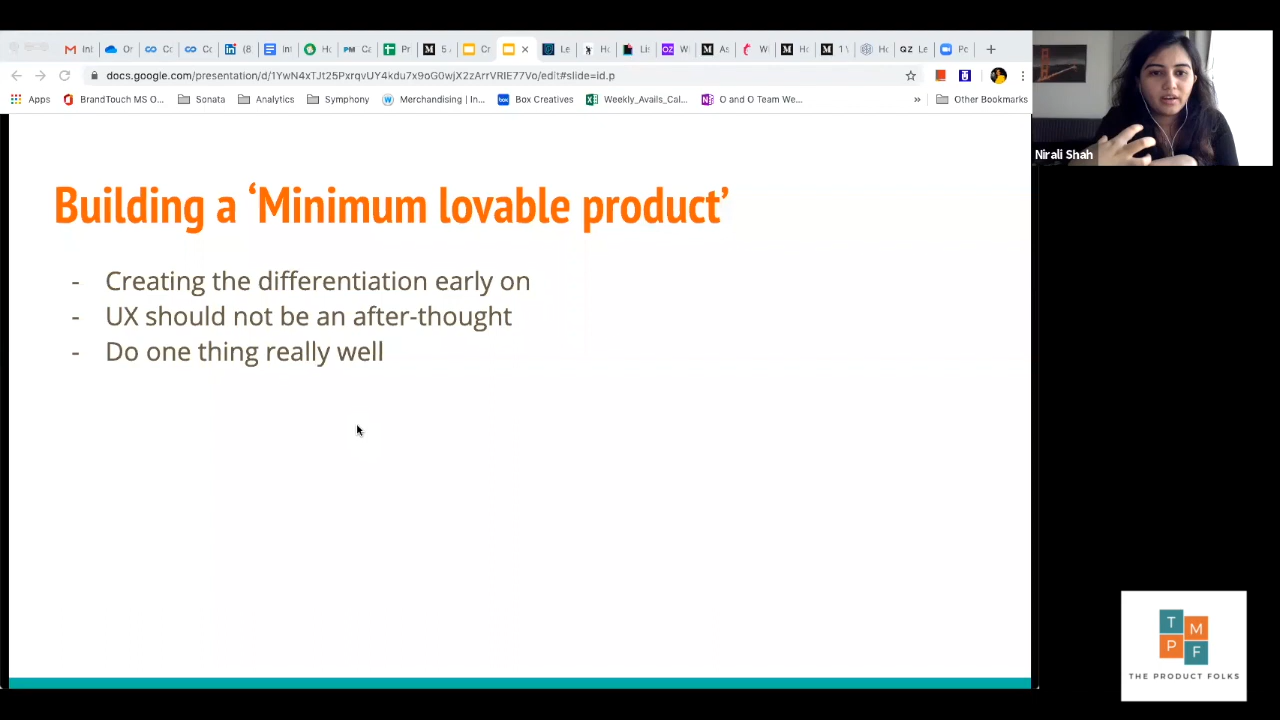 docs.google.com/presentation/d/1YwN4xTJt25PxrqvUY4kdu7x9oG0wjX2zArrVRIE77Vo/edit#slide=id.p
Apps BrandTouch MS O... Sonata Analytics Symphony Merchandising | In... Box Creatives Weekly_Avails_Cal... O and O Team We... » Other Bookmarks
Nirali Shah
Building a ‘Minimum lovable product’
- Creating the differentiation early on
- UX should not be an after-thought
- Do one thing really well
T M
P F
THE PRODUCT FOLKS